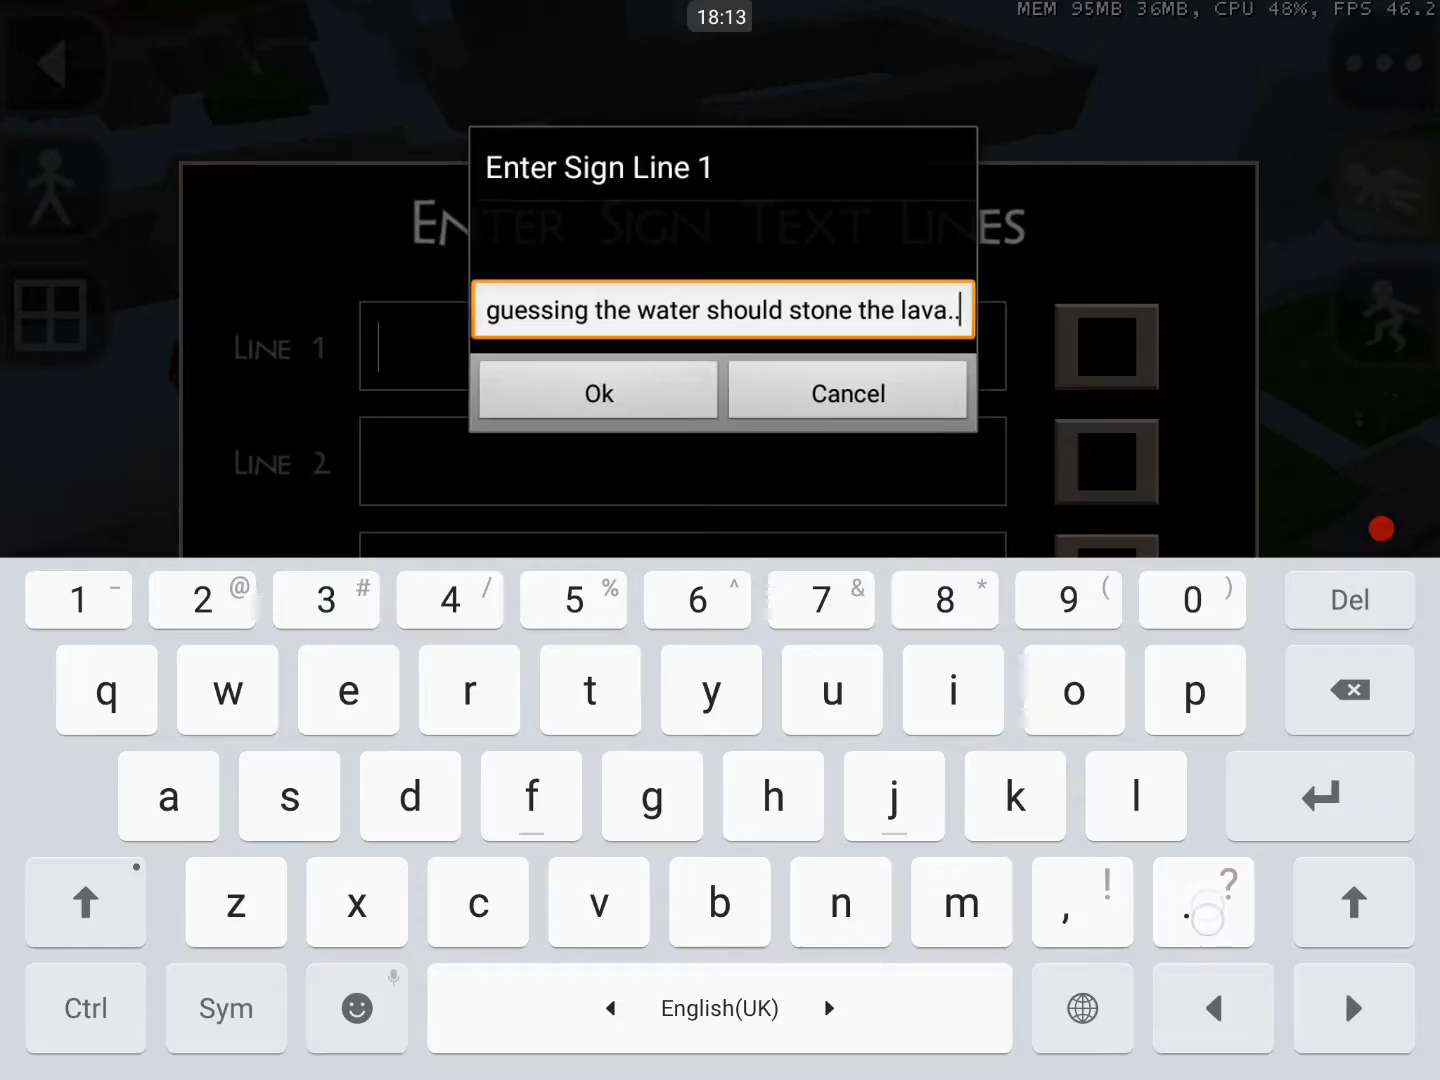 18:13
MEM 95MB 36MB, CPU 48%, FPS 46.2
Enter Sign Line 1
Enter Sign Text Lines
guessing the water should stone the lava..
Line 1
Ok Cancel
Line 2
1 - 2 @ 3 # 4 / 5 % 6 ^ 7 & 8 * 9 ( 0 ) Del
q w e r t y u i o p
a s d f g h j k l
z x c v b n m , ! . ?
Ctrl Sym English(UK)